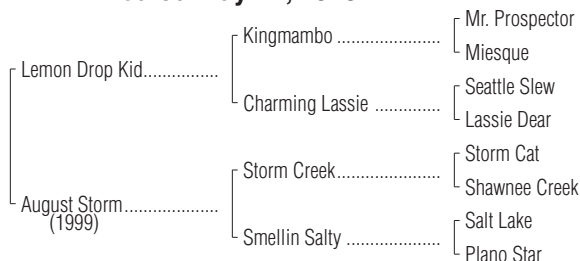 Mr. Prospector
Kingmambo ....................
Miesque
Lemon Drop Kid...............
Seattle Slew
Charming Lassie .............
Lassie Dear
Storm Cat
Storm Creek....................
Shawnee Creek
August Storm...................
(1999)
Salt Lake
Smellin Salty ...................
Plano Star